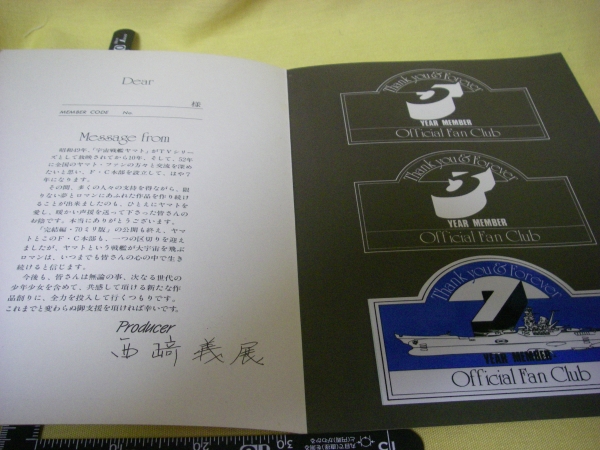 Dear
様
MEMBER CODE No.
Message from
昭和49年、「宇宙戦艦ヤマト」がTVシリー
ズとして放映されてから10年、そして、52年
に全国のヤマト・ファンの方々と交流を深め
たいと思い、F・C本部を設立して、はや7
年になります。
その間、多くの人々の支持を得ながら、限
りない夢とロマンにあふれた作品を作り続け
ることが出来ましたのも、ひとえにヤマトを
愛し、暖かい声援を送って下さった皆さんの
お陰です。本当にありがとうございます。
「完結編・70ミリ版」の公開も終え、ヤマ
トとこのF・C本部も、一つの区切りを迎え
ましたが、ヤマトという戦艦が大宇宙を飛ぶ
ロマンは、いつまでも皆さんの心の中で生き
続けると信じます。
今後も、皆さんは無論の事、次なる世代の
少年少女を含めて、共感して頂ける新たな作
品創りに、全力を投入して行くつもりです。
これまでと変わらぬ御支援を頂ければ幸いです。
Producer
西﨑義展
Thank you & Forever
5
YEAR MEMBER
Official Fan Club
Thank you & Forever
3
YEAR MEMBER
Official Fan Club
Thank you & Forever
7
YEAR MEMBER
Official Fan Club